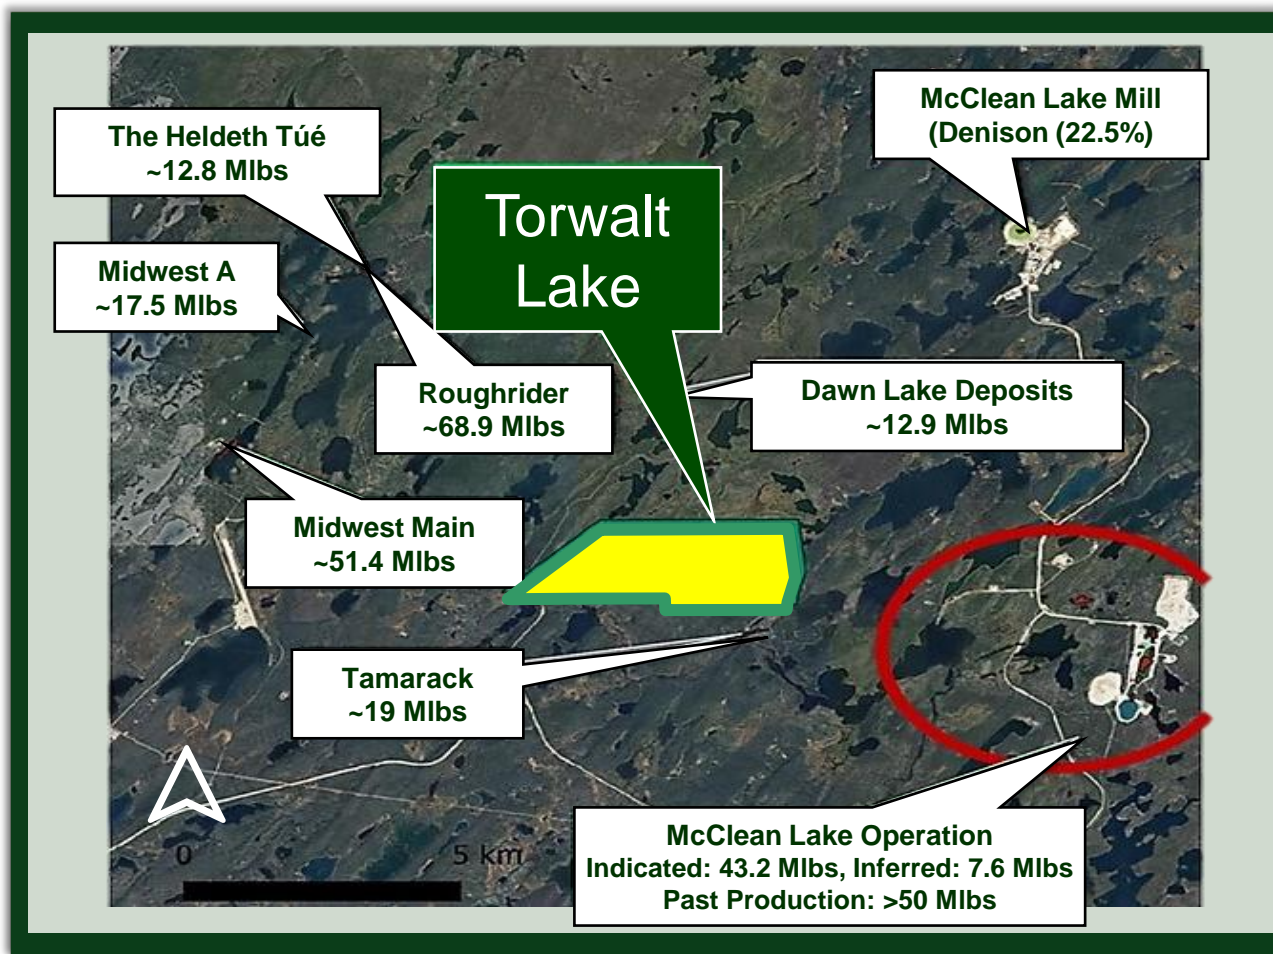 McClean Lake Mill
(Denison (22.5%)
The Heldeth Túé
~12.8 Mlbs
Torwalt
Lake
Midwest A
~17.5 Mlbs
Roughrider
~68.9 Mlbs
Dawn Lake Deposits
~12.9 Mlbs
Midwest Main
~51.4 Mlbs
Tamarack
~19 Mlbs
McClean Lake Operation
Indicated: 43.2 Mlbs, Inferred: 7.6 Mlbs
Past Production: >50 Mlbs
0 5 km